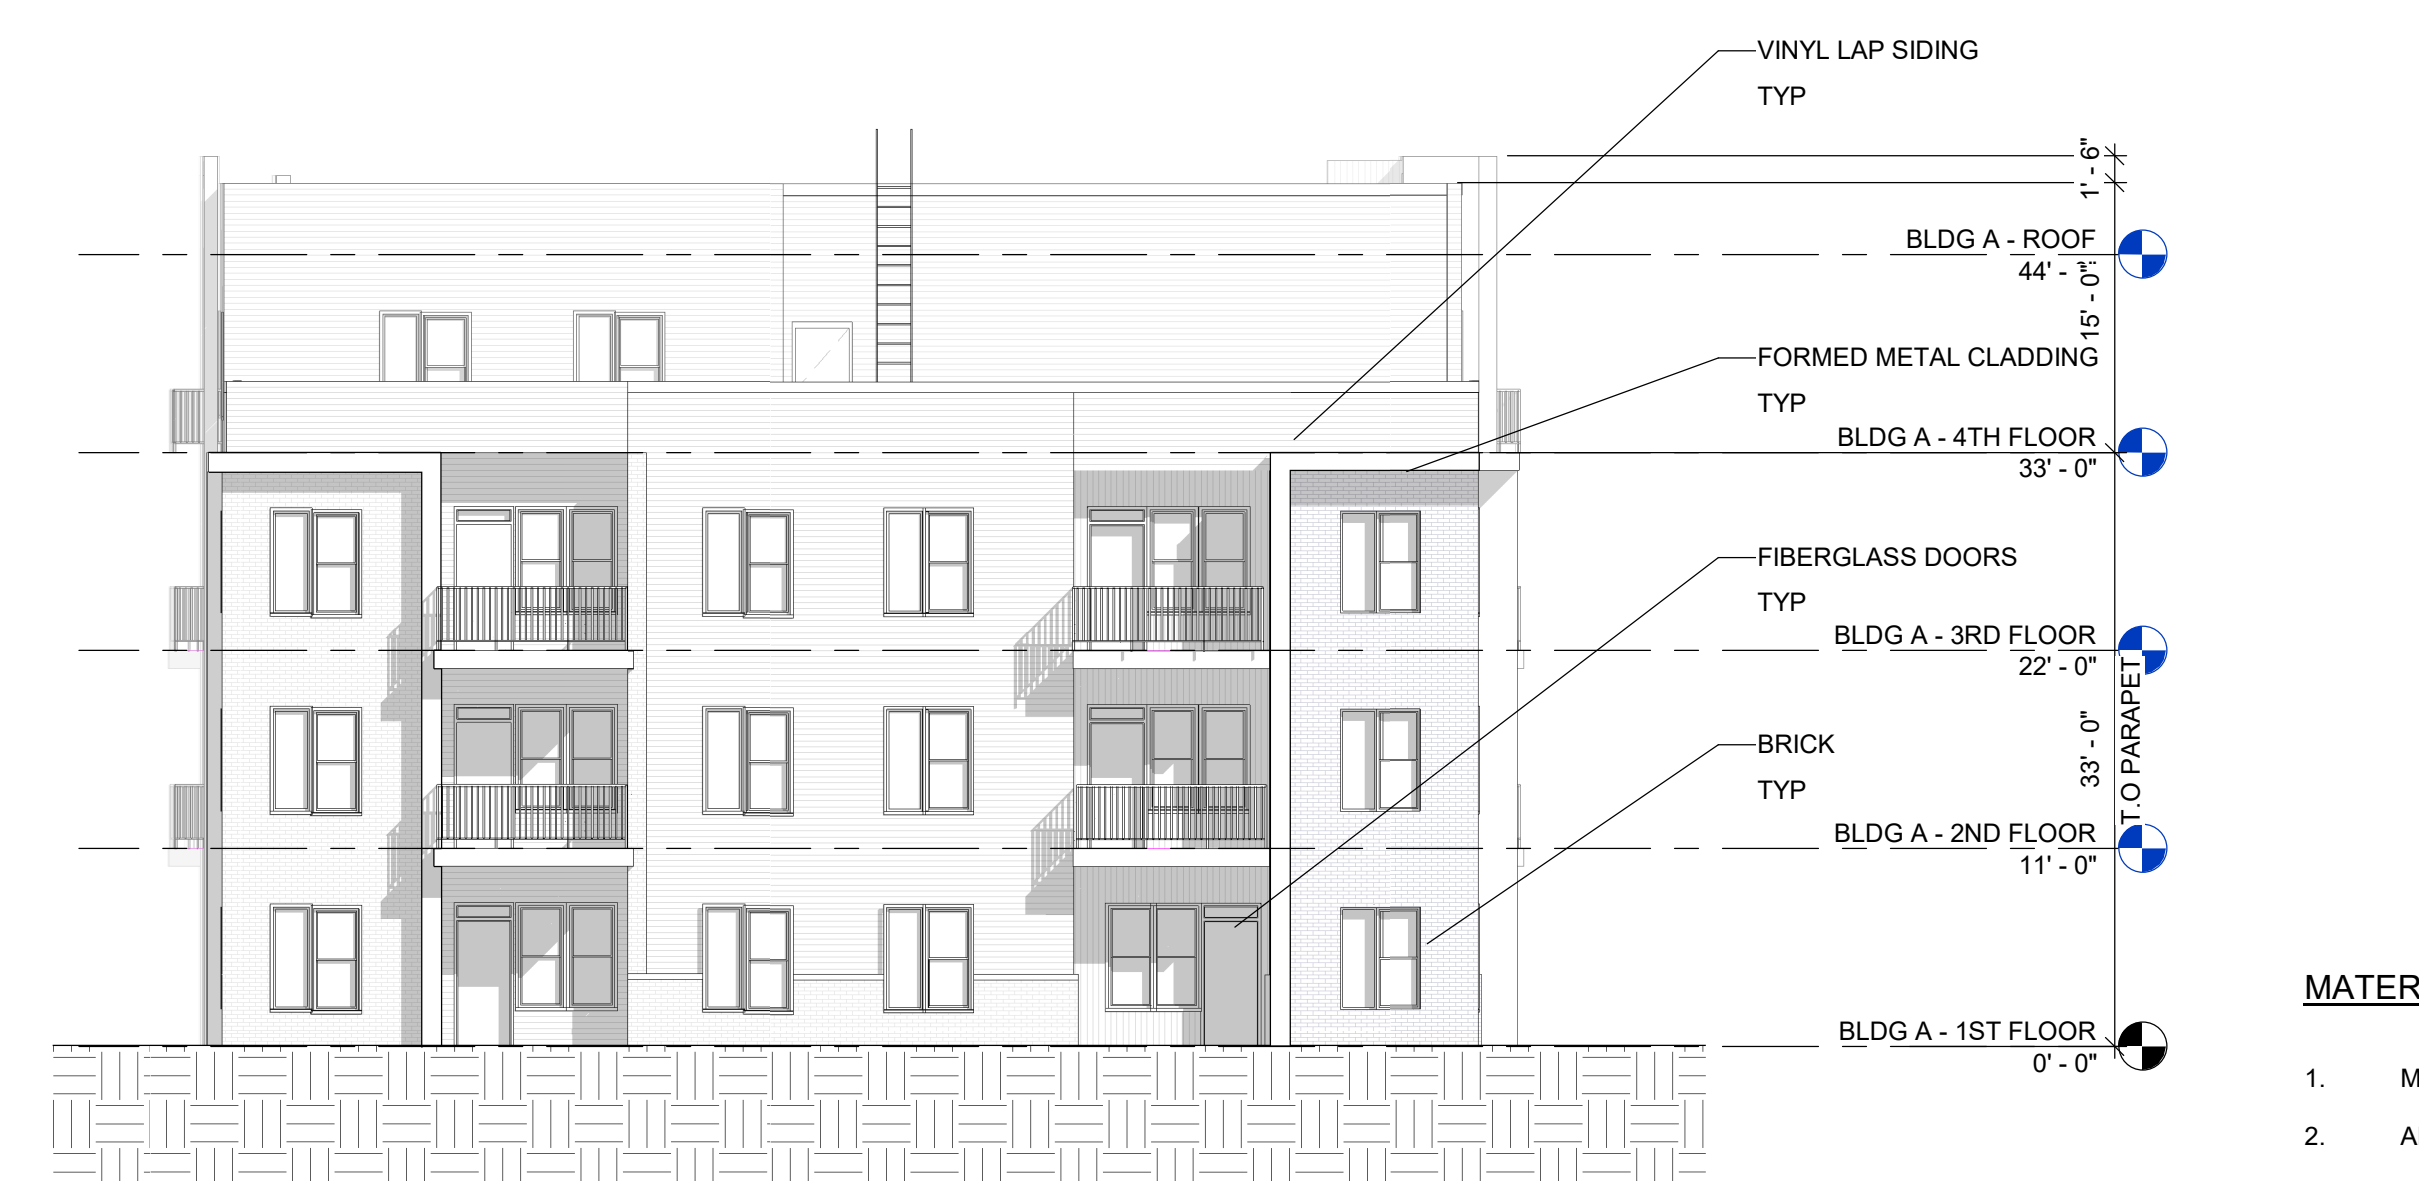 VINYL LAP SIDING
TYP
1' - 6"
BLDG A - ROOF
44' -
15' - 0"
FORMED METAL CLADDING
TYP
BLDG A - 4TH FLOOR
33' - 0"
FIBERGLASS DOORS
TYP
BLDG A - 3RD FLOOR
22' - 0"
T.O PARAPET
33' - 0"
BRICK
TYP
BLDG A - 2ND FLOOR
11' - 0"
MATER
BLDG A - 1ST FLOOR
0' - 0"
1. M
2.